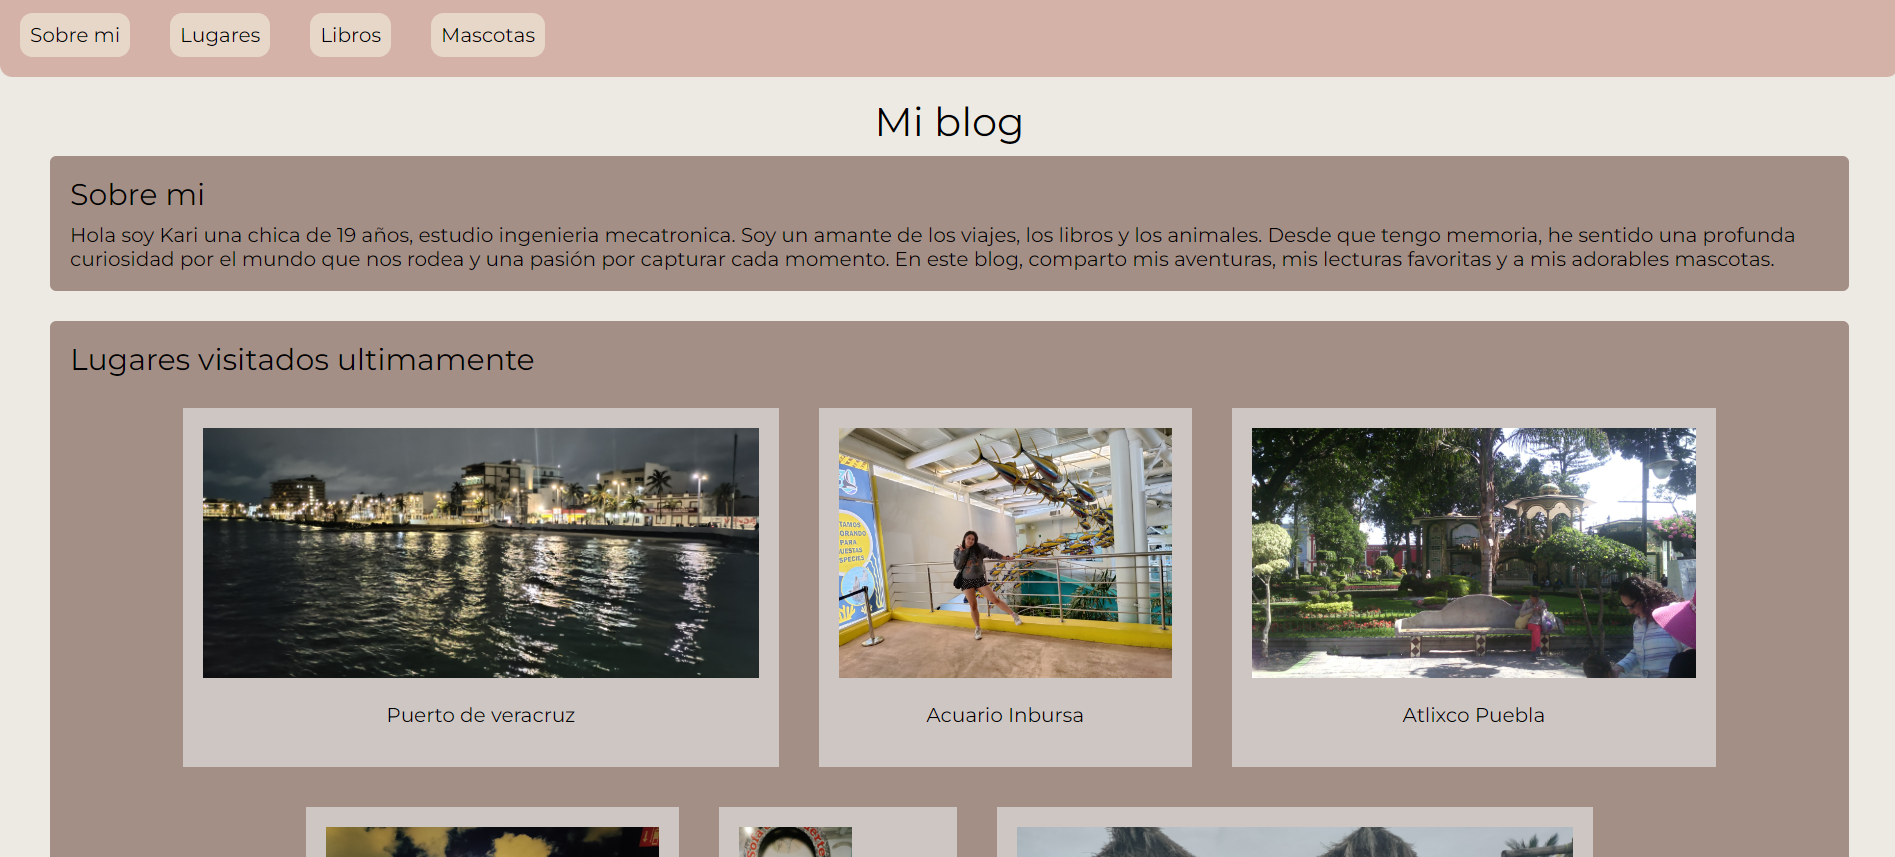 Sobre mi
Lugares
Libros
Mascotas
Mi blog
Sobre mi
Hola soy Kari una chica de 19 años, estudio ingenieria mecatronica. Soy un amante de los viajes, los libros y los animales. Desde que tengo memoria, he sentido una profunda
curiosidad por el mundo que nos rodea y una pasión por capturar cada momento. En este blog, comparto mis aventuras, mis lecturas favoritas y a mis adorables mascotas.
Lugares visitados ultimamente
PARA
Puerto de veracruz
Acuario Inbursa
Atlixco Puebla